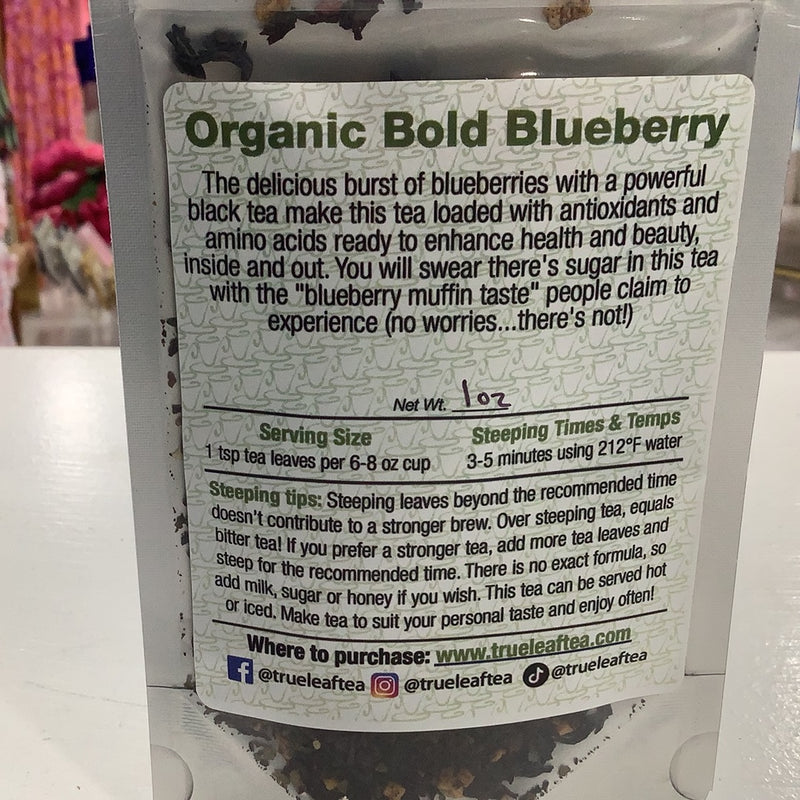 Organic Bold Blueberry
The delicious burst of blueberries with a powerful
black tea make this tea loaded with antioxidants and
amino acids ready to enhance health and beauty,
inside and out. You will swear there's sugar in this tea
with the "blueberry muffin taste" people claim to
experience (no worries...there's not!)
Net Wt. 1oz
Serving Size
1 tsp tea leaves per 6-8 oz cup
Steeping Times & Temps
3-5 minutes using 212°F water
Steeping tips: Steeping leaves beyond the recommended time
doesn't contribute to a stronger brew. Over steeping tea, equals
bitter tea! If you prefer a stronger tea, add more tea leaves and
steep for the recommended time. There is no exact formula, so
add milk, sugar or honey if you wish. This tea can be served hot
or iced. Make tea to suit your personal taste and enjoy often!
Where to purchase: www.trueleaftea.com
@trueleaftea @trueleaftea @trueleaftea